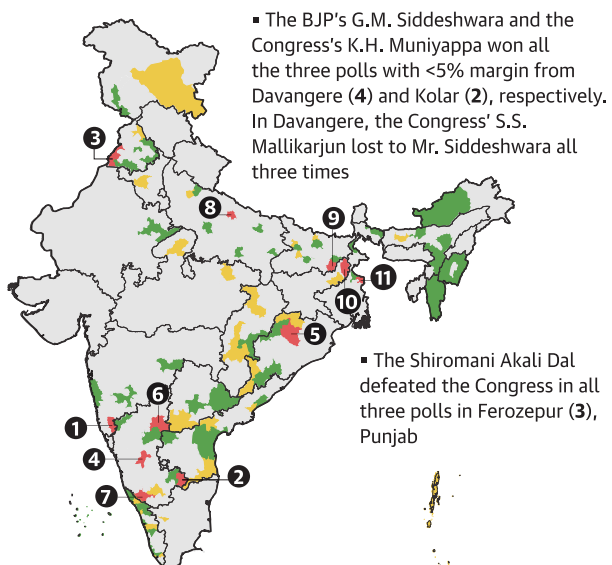 ▪ The BJP's G.M. Siddeshwara and the
Congress's K.H. Muniyappa won all
the three polls with <5% margin from
Davangere (4) and Kolar (2), respectively.
In Davangere, the Congress' S.S.
Mallikarjun lost to Mr. Siddeshwara all
three times
3
8
9
11
10
5
▪ The Shiromani Akali Dal
defeated the Congress in all
three polls in Ferozepur (3),
Punjab
6
1
4
2
7